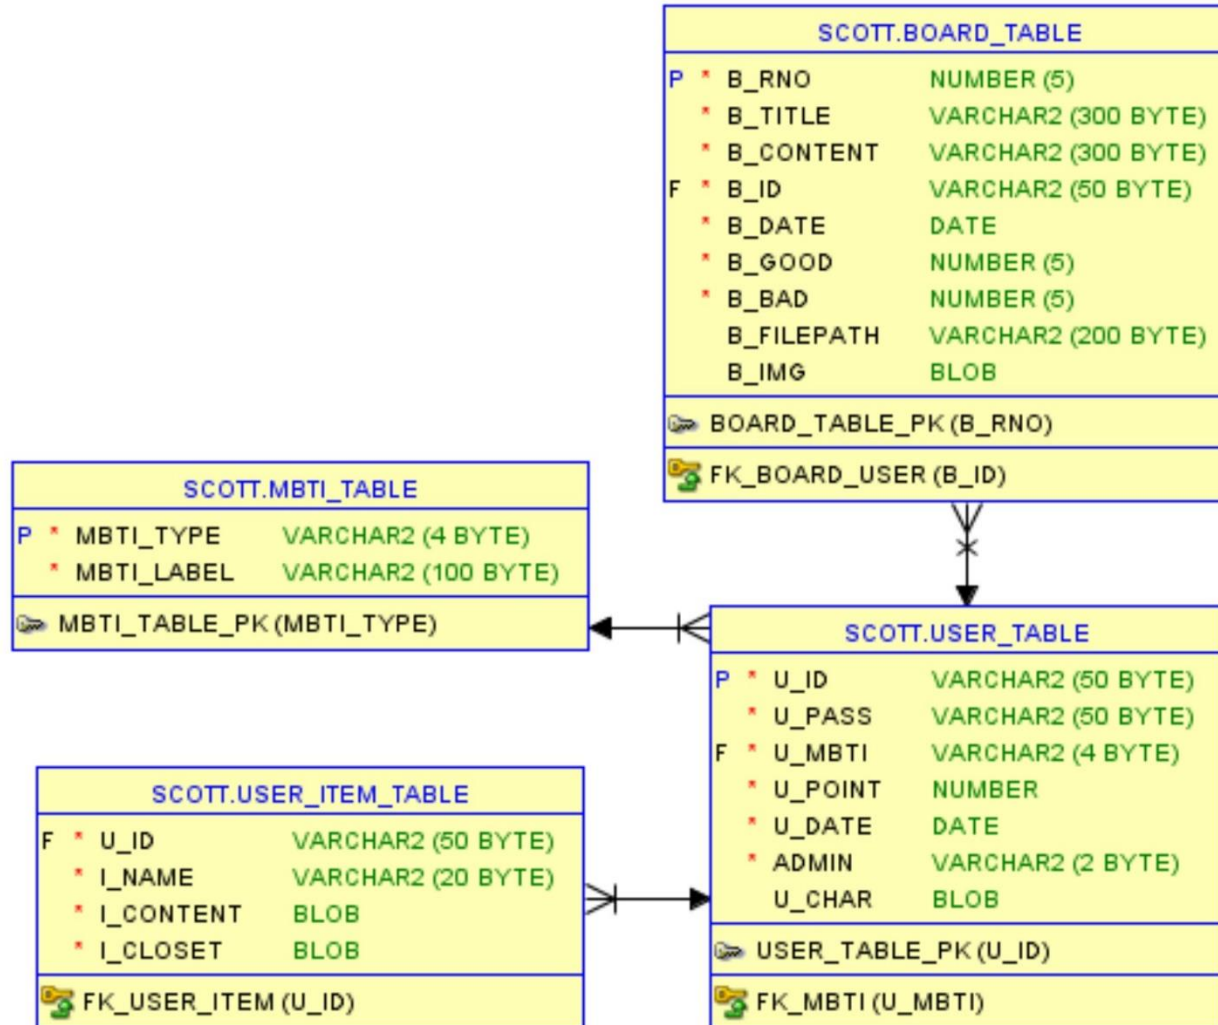 SCOTT.BOARD_TABLE
P * B_RNO NUMBER (5)
* B_TITLE VARCHAR2 (300 BYTE)
* B_CONTENT VARCHAR2 (300 BYTE)
F * B_ID VARCHAR2 (50 BYTE)
* B_DATE DATE
* B_GOOD NUMBER (5)
* B_BAD NUMBER (5)
B_FILEPATH VARCHAR2 (200 BYTE)
B_IMG BLOB
BOARD_TABLE_PK (B_RNO)
FK_BOARD_USER (B_ID)
SCOTT.MBTI_TABLE
P * MBTI_TYPE VARCHAR2 (4 BYTE)
* MBTI_LABEL VARCHAR2 (100 BYTE)
MBTI_TABLE_PK (MBTI_TYPE)
SCOTT.USER_TABLE
P * U_ID VARCHAR2 (50 BYTE)
* U_PASS VARCHAR2 (50 BYTE)
F * U_MBTI VARCHAR2 (4 BYTE)
* U_POINT NUMBER
* U_DATE DATE
* ADMIN VARCHAR2 (2 BYTE)
U_CHAR BLOB
USER_TABLE_PK (U_ID)
FK_MBTI (U_MBTI)
SCOTT.USER_ITEM_TABLE
F * U_ID VARCHAR2 (50 BYTE)
* I_NAME VARCHAR2 (20 BYTE)
* I_CONTENT BLOB
* I_CLOSET BLOB
FK_USER_ITEM (U_ID)